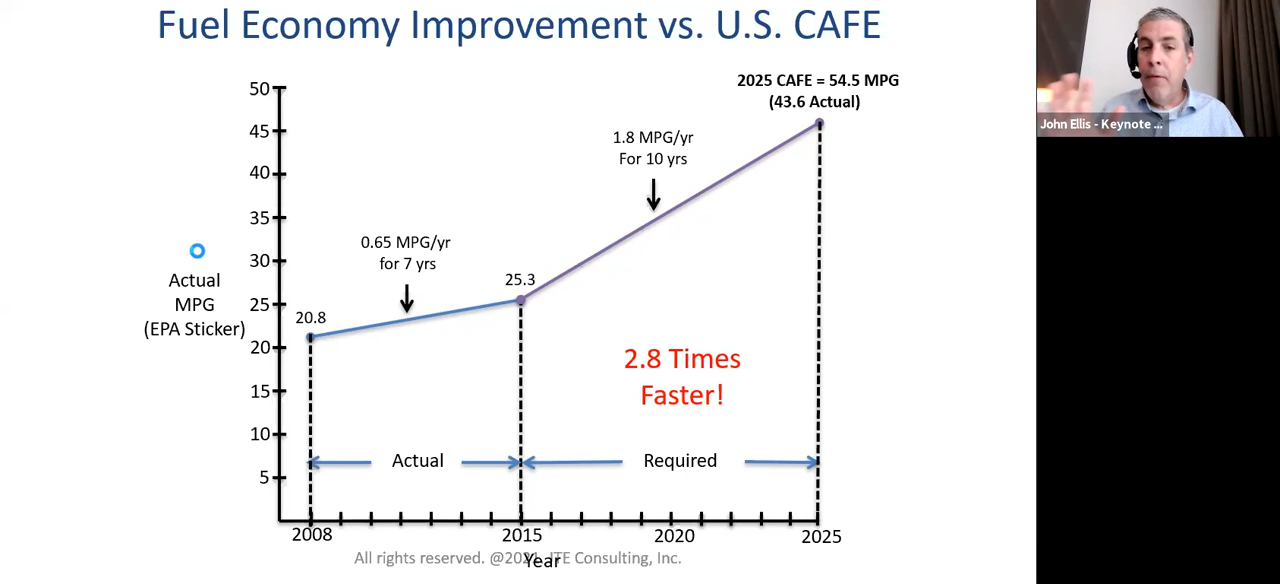 Fuel Economy Improvement vs. U.S. CAFE
2025 CAFE = 54.5 MPG
(43.6 Actual)
50
45
40
35
30
25
20
15
10
5
1.8 MPG/yr
For 10 yrs
0.65 MPG/yr
for 7 yrs
Actual
MPG
(EPA Sticker)
20.8
25.3
2.8 Times
Faster!
Actual
Required
2008
2015
2020
2025
Year
All rights reserved. @202 JTE Consulting, Inc.
John Ellis - Keynote ...